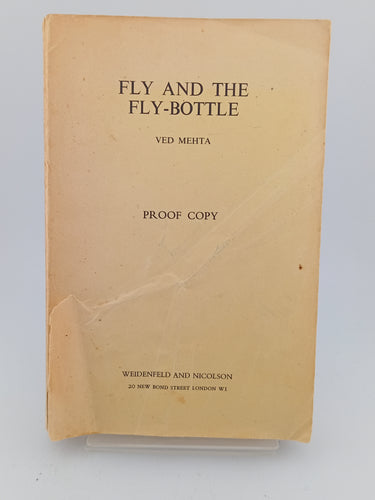 FLY AND THE
FLY-BOTTLE
VED MEHTA
PROOF COPY
WEIDENFELD AND NICOLSON
20 NEW BOND STREET LONDON W1